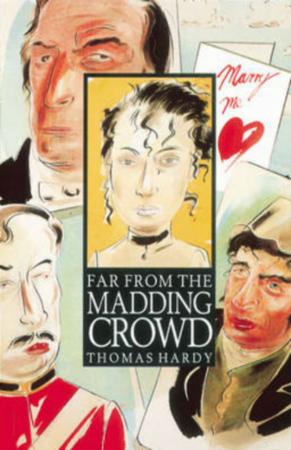 Marry
Me
FAR FROM THE
MADDING
CROWD
THOMAS HARDY